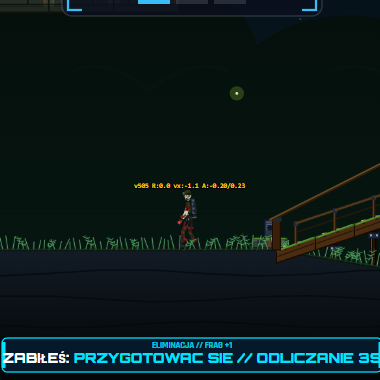 v505 R:0.0 vx:-1.1 A:-0.20/0.23
ELIMINACJA // FRAG +1
ZABIŁEŚ: PRZYGOTOWAC SIE // ODLICZANIE 3S